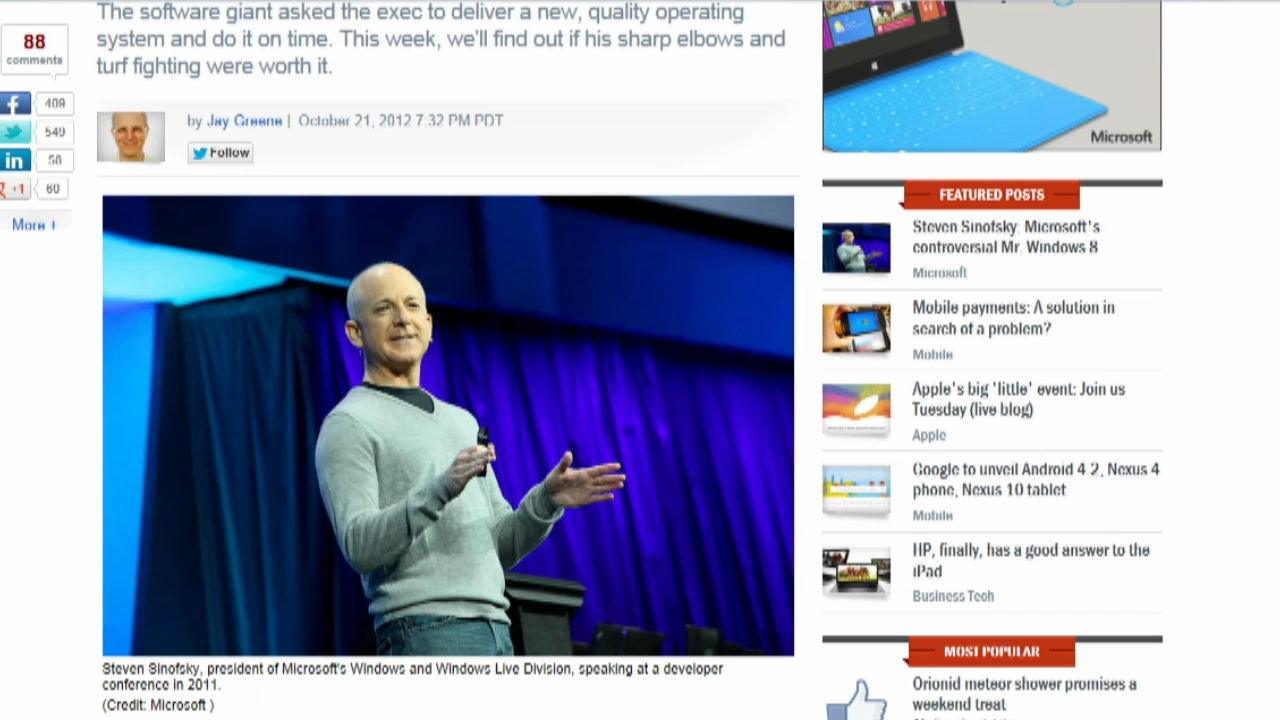 The software giant asked the exec to deliver a new, quality operating
system and do it on time. This week, we'll find out if his sharp elbows and
turf fighting were worth it.
88
comments
409
549
in
58
+1
60
More +
by Jay Greene | October 21, 2012 7:32 PM PDT
Follow
Steven Sinofsky, president of Microsoft's Windows and Windows Live Division, speaking at a developer
conference in 2011.
(Credit: Microsoft )
Microsoft
FEATURED POSTS
Steven Sinofsky: Microsoft's
controversial Mr. Windows 8
Microsoft
Mobile payments: A solution in
search of a problem?
Mobile
Apple's big 'little' event: Join us
Tuesday (live blog)
Apple
Google to unveil Android 4.2, Nexus 4
phone, Nexus 10 tablet
Mobile
HP, finally, has a good answer to the
iPad
Business Tech
MOST POPULAR
Orionid meteor shower promises a
weekend treat